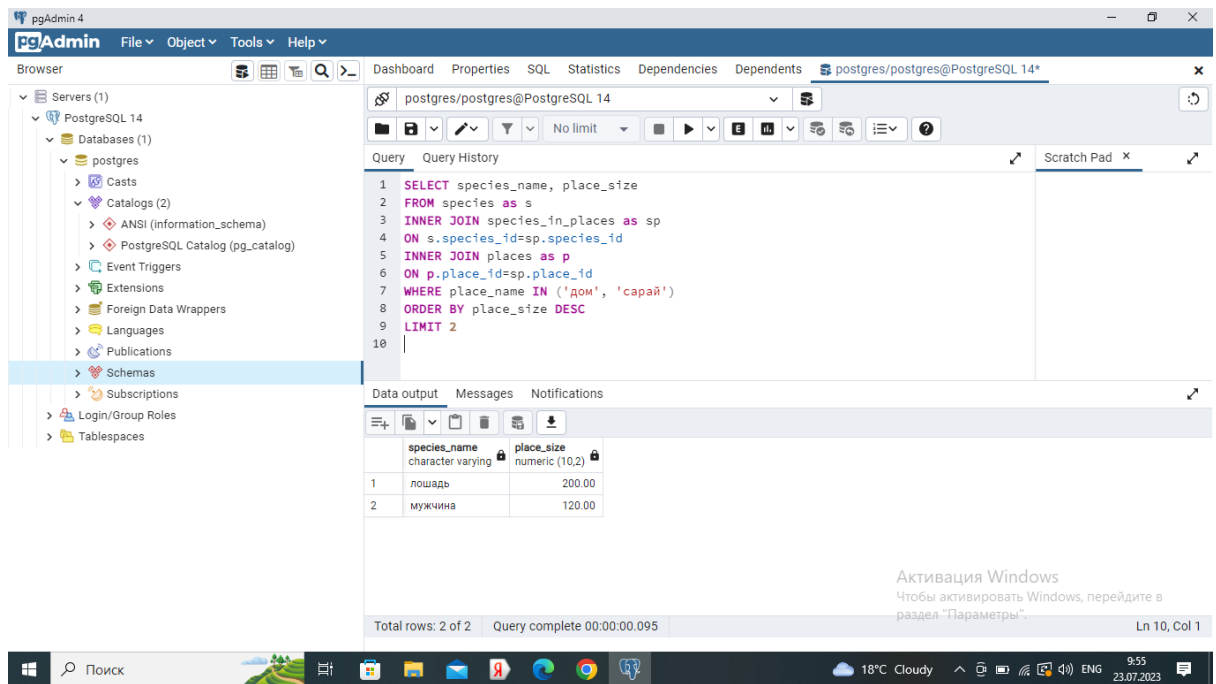 pgAdmin 4
pgAdmin File Object Tools Help
Browser
Servers (1)
PostgreSQL 14
Databases (1)
postgres
Casts
Catalogs (2)
ANSI (information_schema)
PostgreSQL Catalog (pg_catalog)
Event Triggers
Extensions
Foreign Data Wrappers
Languages
Publications
Schemas
Subscriptions
Login/Group Roles
Tablespaces
Dashboard Properties SQL Statistics Dependencies Dependents postgres/postgres@PostgreSQL 14*
postgres/postgres@PostgreSQL 14
No limit
E
Query Query History
Scratch Pad
1 SELECT species_name, place_size
2 FROM species as s
3 INNER JOIN species_in_places as sp
4 ON s.species_id=sp.species_id
5 INNER JOIN places as p
6 ON p.place_id=sp.place_id
7 WHERE place_name IN ('дом', 'сарай')
8 ORDER BY place_size DESC
9 LIMIT 2
10
Data output Messages Notifications
species_name place_size
character varying numeric (10,2)
1 лошадь 200.00
2 мужчина 120.00
Активация Windows
Чтобы активировать Windows, перейдите в
раздел "Параметры".
Total rows: 2 of 2 Query complete 00:00:00.095 Ln 10, Col 1
Поиск
Я
18°C Cloudy ENG
9:55
23.07.2023